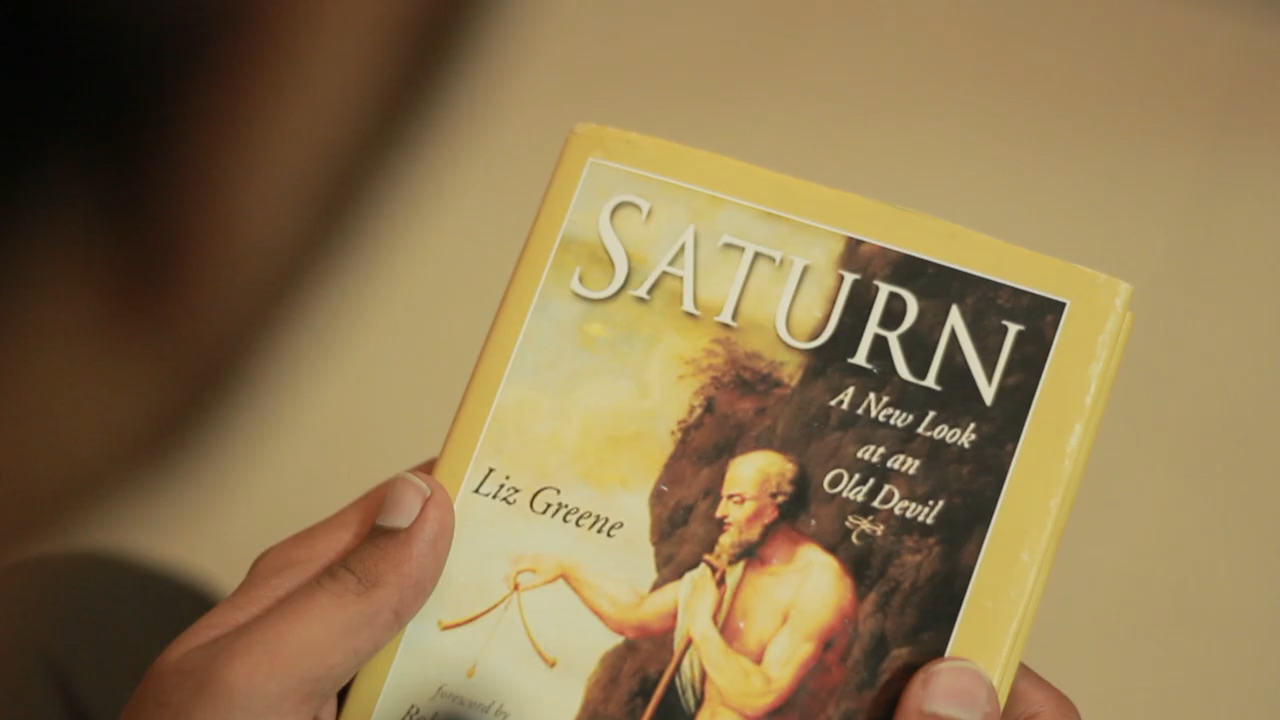 SATURN
A New Look
at an
Old Devil
Liz Greene
foreword by